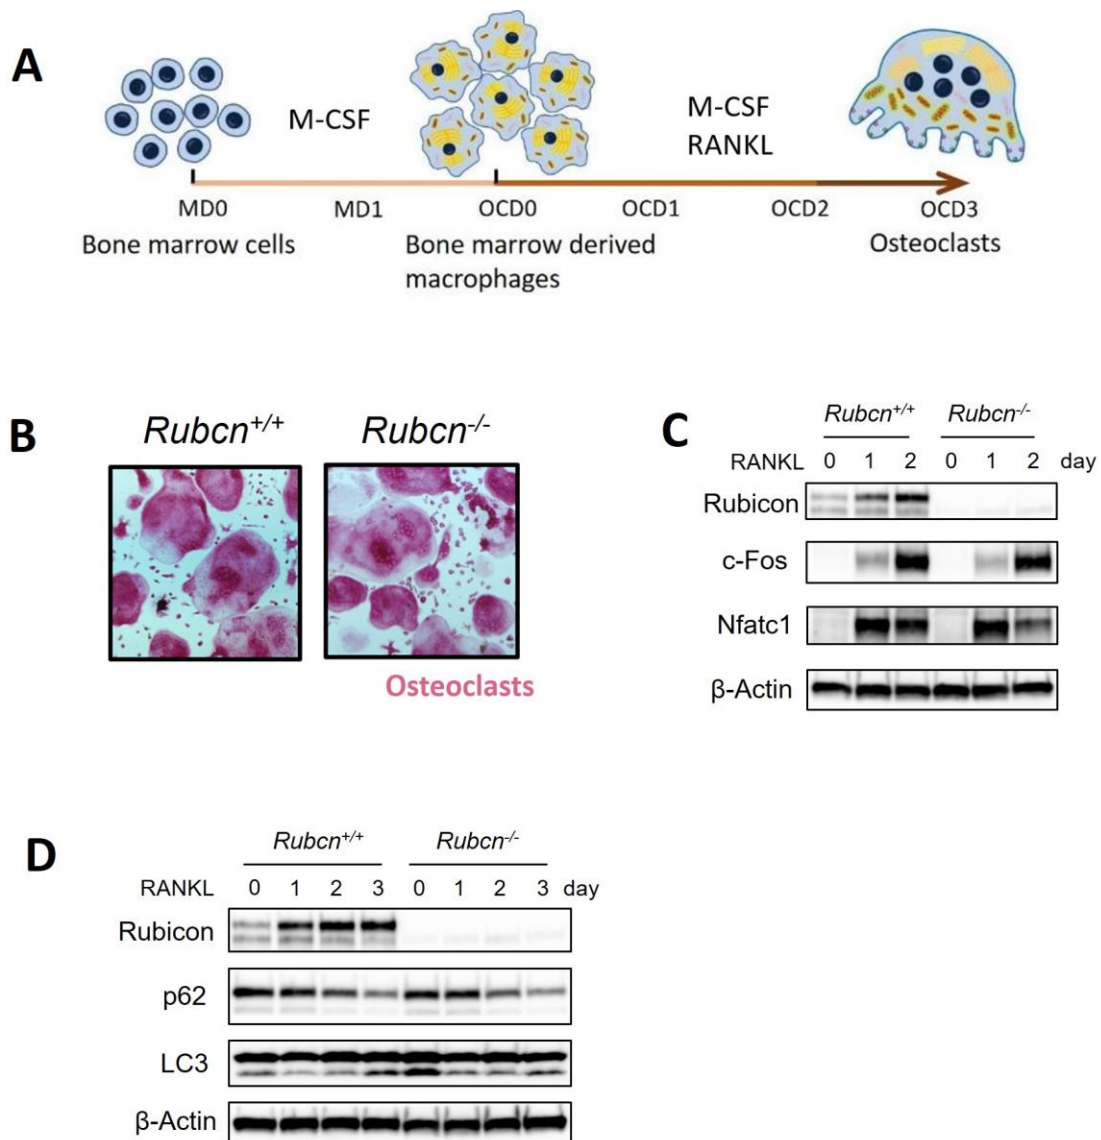 A
M-CSF
M-CSF
RANKL
MD0 MD1 OCD0 OCD1 OCD2 OCD3
Bone marrow cells
Bone marrow derived
macrophages
Osteoclasts
B
Rubcn+/+ Rubcn-/-
Osteoclasts
C
Rubcn+/+ Rubcn-/-
RANKL 0 1 2 0 1 2 day
Rubicon
c-Fos
Nfatc1
β-Actin
D
Rubcn+/+ Rubcn-/-
RANKL 0 1 2 3 0 1 2 3 day
Rubicon
p62
LC3
β-Actin